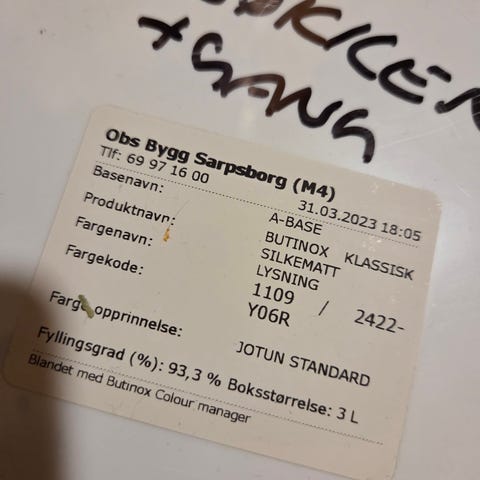 + GANG
Obs Bygg Sarpsborg (M4)
Tlf: 69 97 16 00
31.03.2023 18:05
Basenavn: A-BASE
Produktnavn: BUTINOX KLASSISK
SILKEMATT
Fargenavn: LYSNING
Fargekode: 1109 / 2422-
Y06R
Farge opprinnelse: JOTUN STANDARD
Fyllingsgrad (%): 93,3 % Boksstørrelse: 3 L
Blandet med Butinox Colour manager